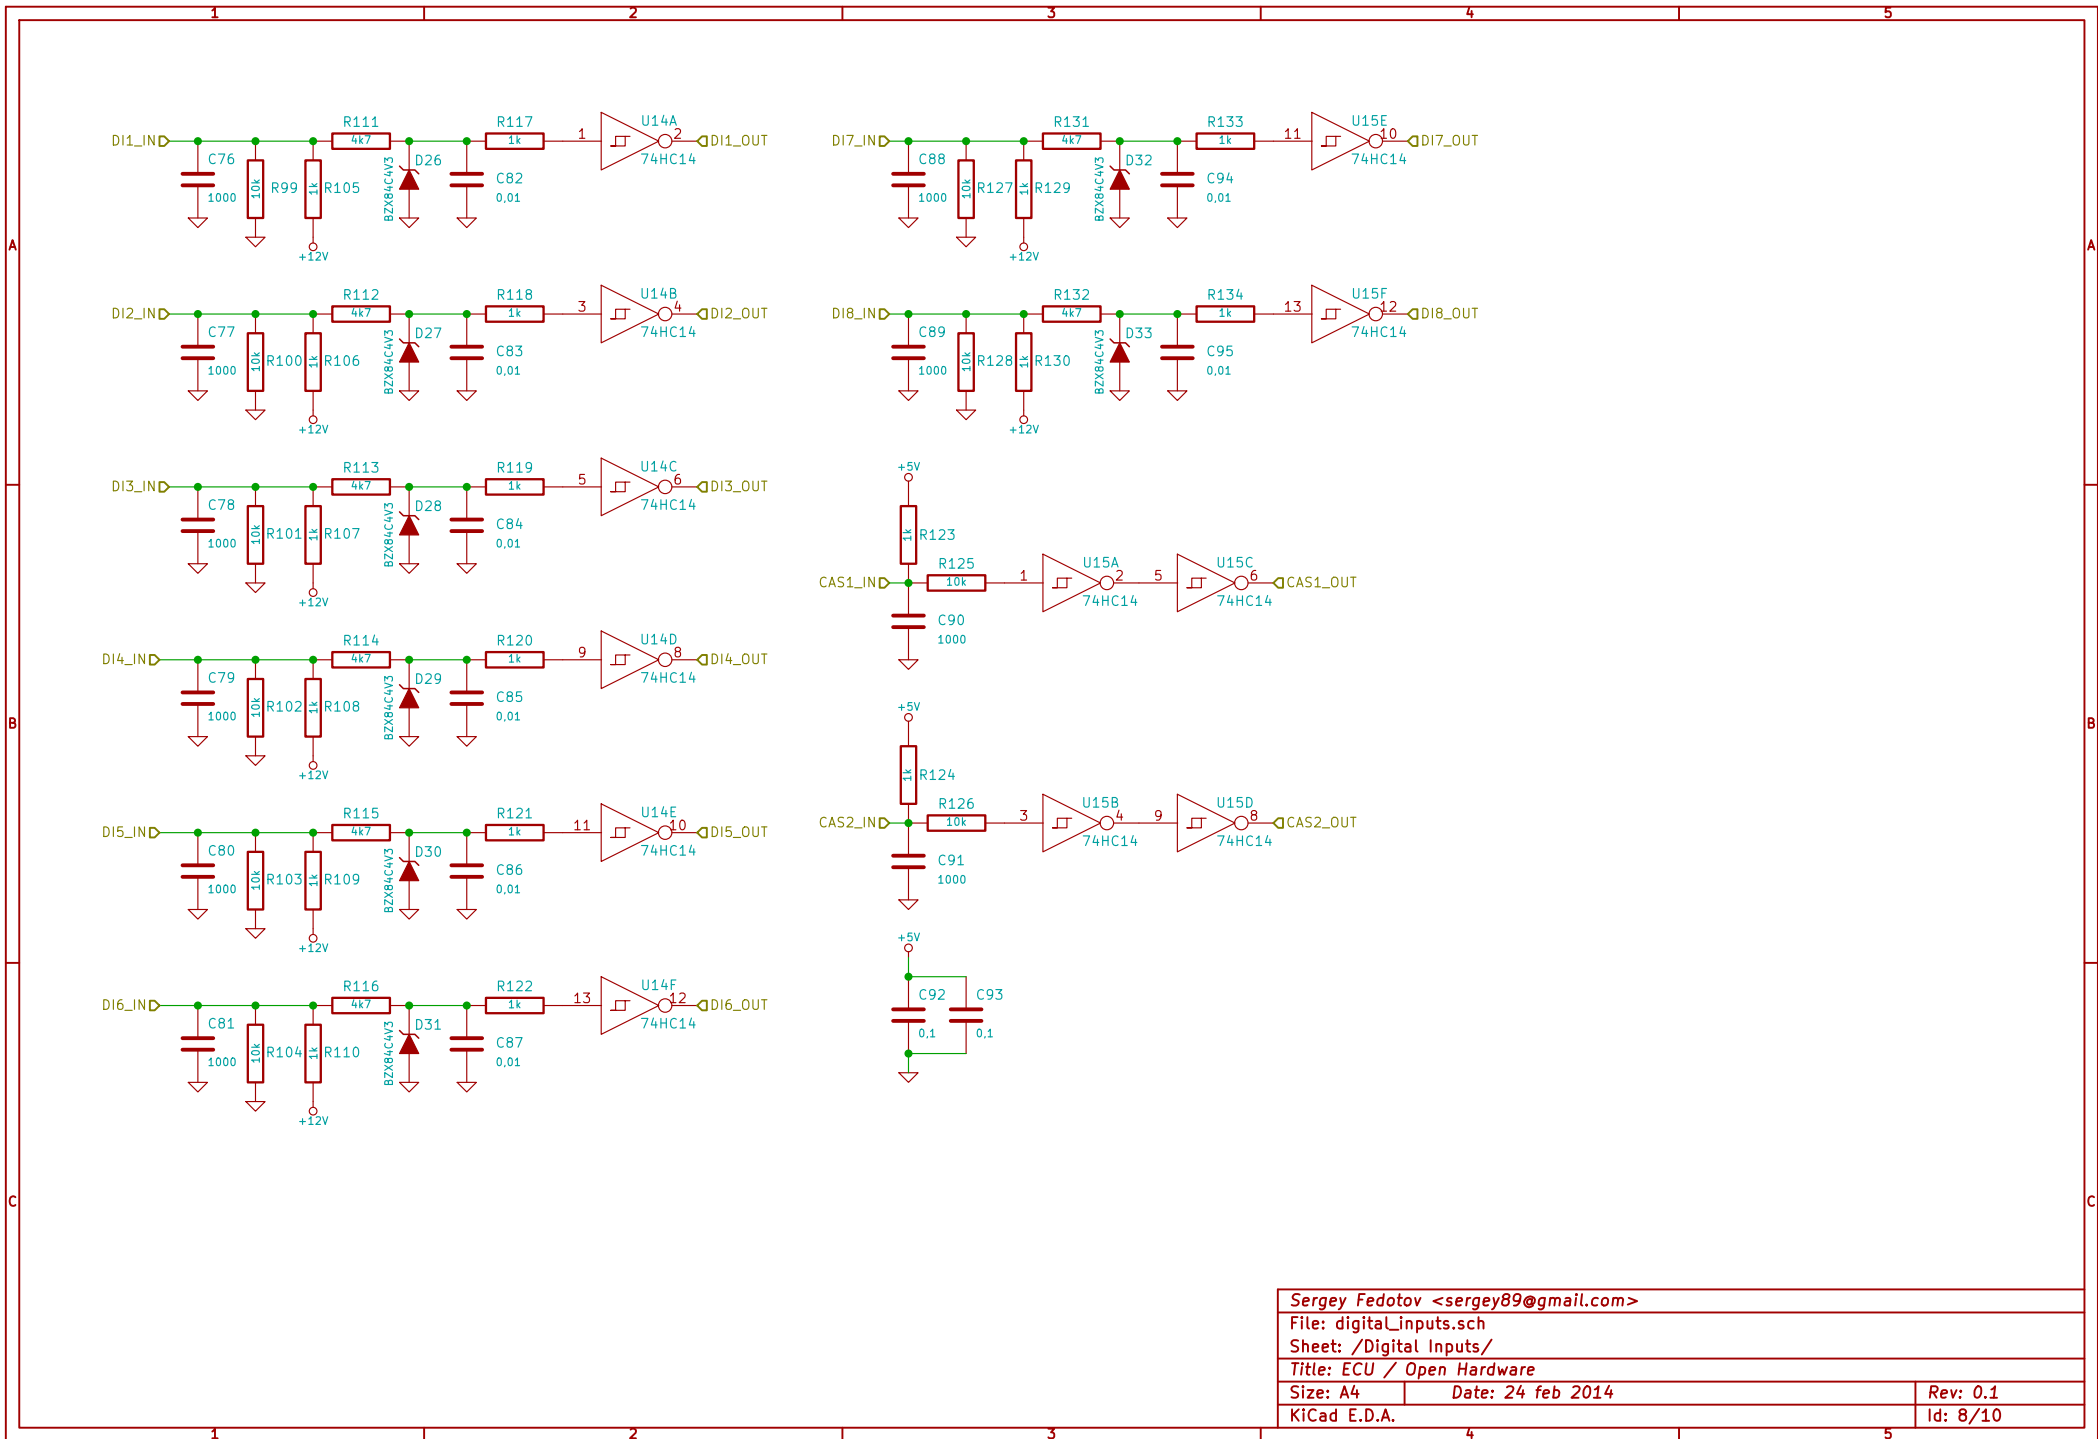 1 2 3 4 5
A
B
C
A
B
C
DI1_IN
C76
1000
10k
R99
1k
R105
+12V
R111
4k7
BZX84C4V3
D26
C82
0,01
R117
1k
1
U14A
2
74HC14
DI1_OUT
DI2_IN
C77
1000
10k
R100
1k
R106
+12V
R112
4k7
BZX84C4V3
D27
C83
0,01
R118
1k
3
U14B
4
74HC14
DI2_OUT
DI3_IN
C78
1000
10k
R101
1k
R107
+12V
R113
4k7
BZX84C4V3
D28
C84
0,01
R119
1k
5
U14C
6
74HC14
DI3_OUT
DI4_IN
C79
1000
10k
R102
1k
R108
+12V
R114
4k7
BZX84C4V3
D29
C85
0,01
R120
1k
9
U14D
8
74HC14
DI4_OUT
DI5_IN
C80
1000
10k
R103
1k
R109
+12V
R115
4k7
BZX84C4V3
D30
C86
0,01
R121
1k
11
U14E
10
74HC14
DI5_OUT
DI6_IN
C81
1000
10k
R104
1k
R110
+12V
R116
4k7
BZX84C4V3
D31
C87
0,01
R122
1k
13
U14F
12
74HC14
DI6_OUT
DI7_IN
C88
1000
10k
R127
1k
R129
+12V
R131
4k7
BZX84C4V3
D32
C94
0,01
R133
1k
11
U15E
10
74HC14
DI7_OUT
DI8_IN
C89
1000
10k
R128
1k
R130
+12V
R132
4k7
BZX84C4V3
D33
C95
0,01
R134
1k
13
U15F
12
74HC14
DI8_OUT
+5V
1k
R123
CAS1_IN
R125
10k
C90
1000
1
U15A
2
74HC14
5
U15C
6
74HC14
CAS1_OUT
+5V
1k
R124
CAS2_IN
R126
10k
C91
1000
3
U15B
4
74HC14
9
U15D
8
74HC14
CAS2_OUT
+5V
C92
0,1
C93
0,1
Sergey Fedotov <sergey89@gmail.com>
File: digital_inputs.sch
Sheet: /Digital Inputs/
Title: ECU / Open Hardware
Size: A4 Date: 24 feb 2014 Rev: 0.1
KiCad E.D.A. Id: 8/10
1 2 3 4 5